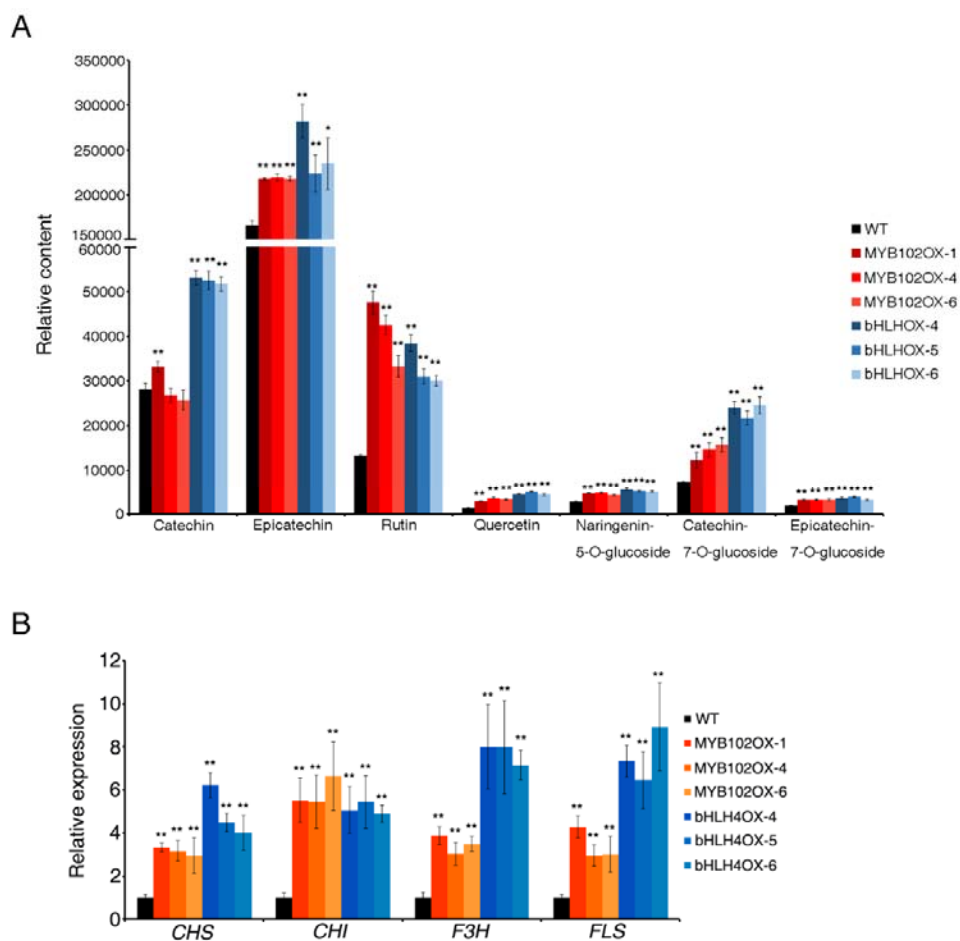 A
350000
300000
250000
200000
150000
60000
50000
40000
30000
20000
10000
0
Relative content
** ** ** ** ** ** ** ** ** *
** ** ** ** ** **
** ** ** ** ** **
** ** ** ** ** **
** ** ** ** ** **
** ** ** ** ** **
Catechin Epicatechin Rutin Quercetin Naringenin- Catechin- Epicatechin-
5-O-glucoside 7-O-glucoside 7-O-glucoside
WT
MYB102OX-1
MYB102OX-4
MYB102OX-6
bHLHOX-4
bHLHOX-5
bHLHOX-6
B
12
10
8
6
4
2
0
Relative expression
** ** ** ** ** **
** ** ** ** ** **
** ** ** ** ** **
** ** ** ** ** **
CHS CHI F3H FLS
WT
MYB102OX-1
MYB102OX-4
MYB102OX-6
bHLH4OX-4
bHLH4OX-5
bHLH4OX-6